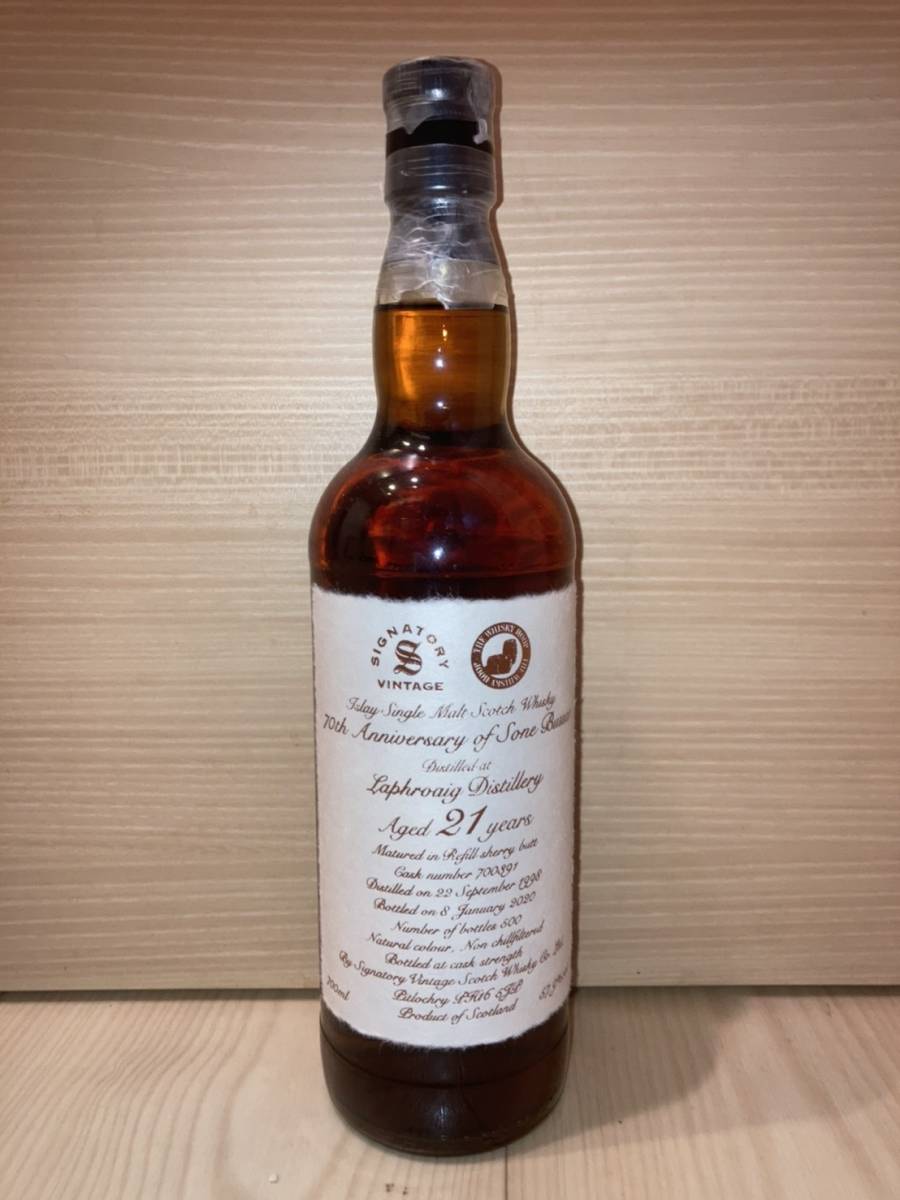 SIGNATORY
S
VINTAGE
THE WHISKY HOOP
THE WHISKY HOOP
Islay Single Malt Scotch Whisky
70th Anniversary of Sone
Distilled at
Laphroaig Distillery
Aged 21 years
Matured in Refill sherry butt
Cask number 700391
Distilled on 22 September 1998
Bottled on 8 January 2020
Number of bottles 500
Natural colour, Non chillfiltered
Bottled at cask strength
By Signatory Vintage Scotch Whisky Co. Ltd.
700ml Pitlochry PH16 5JP
Product of Scotland